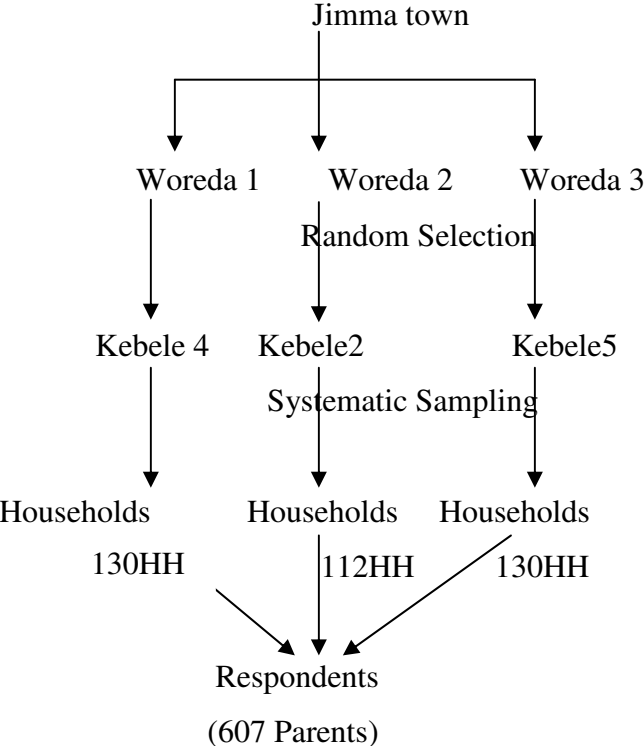 Jimma town
Woreda 1 Woreda 2 Woreda 3
Random Selection
Kebele 4 Kebele2 Kebele5
Systematic Sampling
Households Households Households
130HH 112HH 130HH
Respondents
(607 Parents)